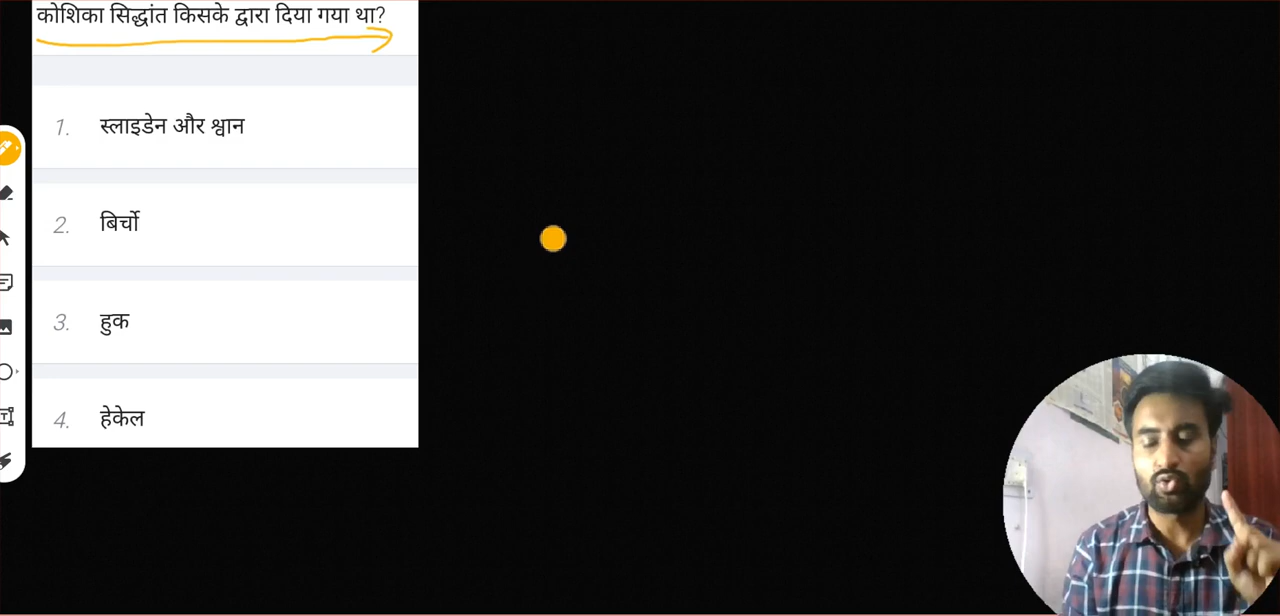 कोशिका सिद्धांत किसके द्वारा दिया गया था?
1. स्लाइडेन और श्वान
2. बिर्चो
3. हुक
4. हेकेल